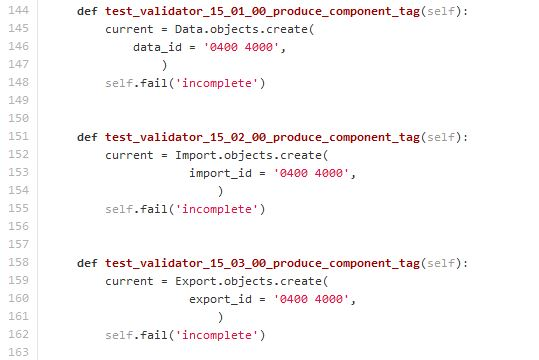 144 def test_validator_15_01_00_produce_component_tag(self):
145 current = Data.objects.create(
146 data_id = '0400 4000',
147 )
148 self.fail('incomplete')
149
150
151 def test_validator_15_02_00_produce_component_tag(self):
152 current = Import.objects.create(
153 import_id = '0400 4000',
154 )
155 self.fail('incomplete')
156
157
158 def test_validator_15_03_00_produce_component_tag(self):
159 current = Export.objects.create(
160 export_id = '0400 4000',
161 )
162 self.fail('incomplete')
163